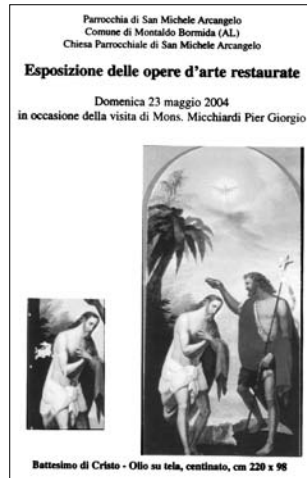 Parrocchia di San Michele Arcangelo
Comune di Montaldo Bormida (AL)
Chiesa Parrocchiale di San Michele Arcangelo
Esposizione delle opere d'arte restaurate
Domenica 23 maggio 2004
in occasione della visita di Mons. Micchiardi Pier Giorgio
Battesimo di Cristo - Olio su tela, centinato, cm 220 x 98